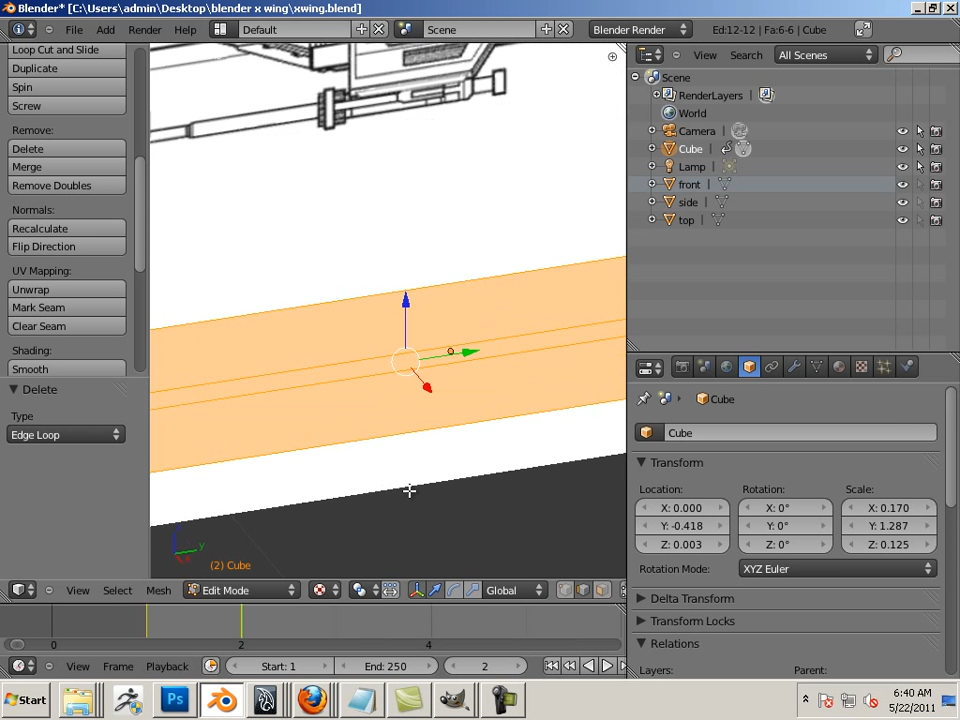 Blender* [C:\Users\admin\Desktop\blender x wing\xwing.blend]
File Add Render Help Default Scene Blender Render Ed:12-12 | Fa:6-6 | Cube
Loop Cut and Slide
Duplicate
Spin
Screw
Remove:
Delete
Merge
Remove Doubles
Normals:
Recalculate
Flip Direction
UV Mapping:
Unwrap
Mark Seam
Clear Seam
Shading:
Smooth
Delete
Type
Edge Loop
z
y
(2) Cube
View Select Mesh Edit Mode Global
0 2 4
View Frame Playback Start: 1 End: 250 2
View Search All Scenes
Scene
RenderLayers |
World
Camera |
Cube |
Lamp |
front |
side |
top |
Cube
Cube
Transform
Location: Rotation: Scale:
X: 0.000 X: 0° X: 0.170
Y: -0.418 Y: 0° Y: 1.287
Z: 0.003 Z: 0° Z: 0.125
Rotation Mode: XYZ Euler
Delta Transform
Transform Locks
Relations
Layers: Parent:
Start Ps 6:40 AM
5/22/2011